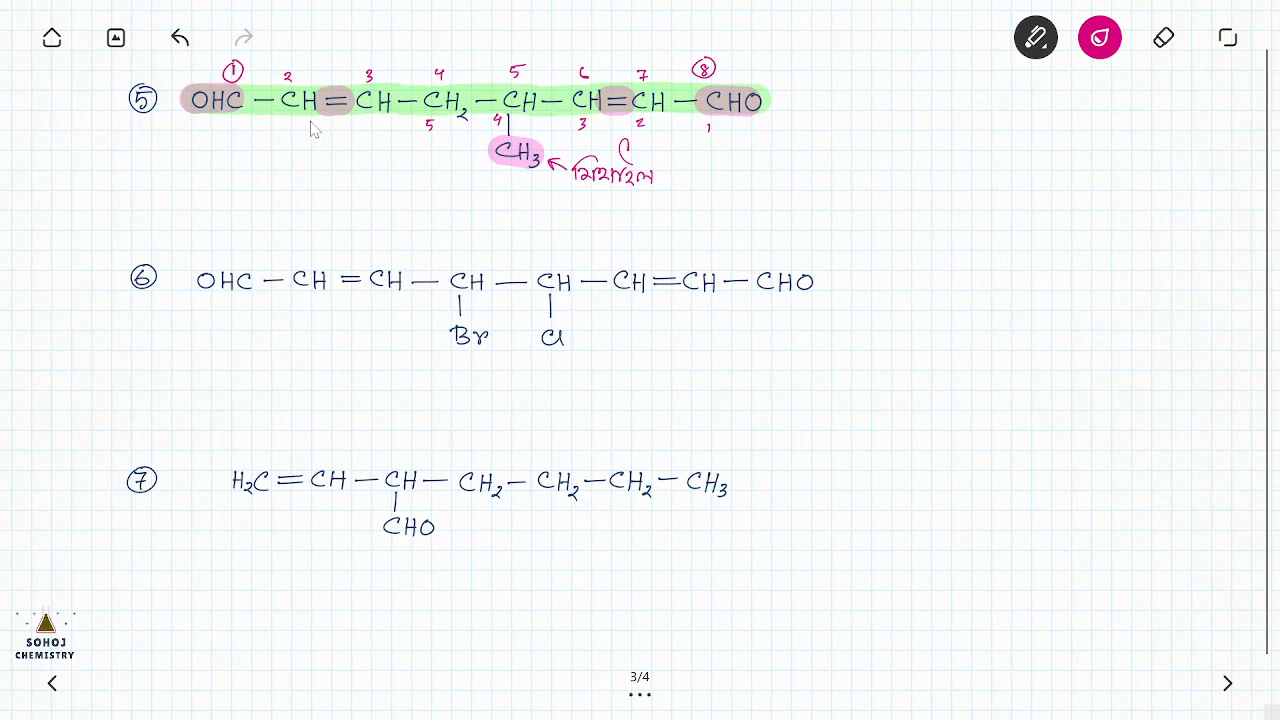 ① 2 3 4 5 6 7 ⑧
⑤ OHC — CH = CH — CH₂ — CH — CH = CH — CHO
5 4 3 2 1
CH₃ ← মিথাইল
⑥ OHC — CH = CH — CH — CH — CH = CH — CHO
Br Cl
⑦ H₂C = CH — CH — CH₂ — CH₂ — CH₂ — CH₃
CHO
SOHOJ
CHEMISTRY
3/4